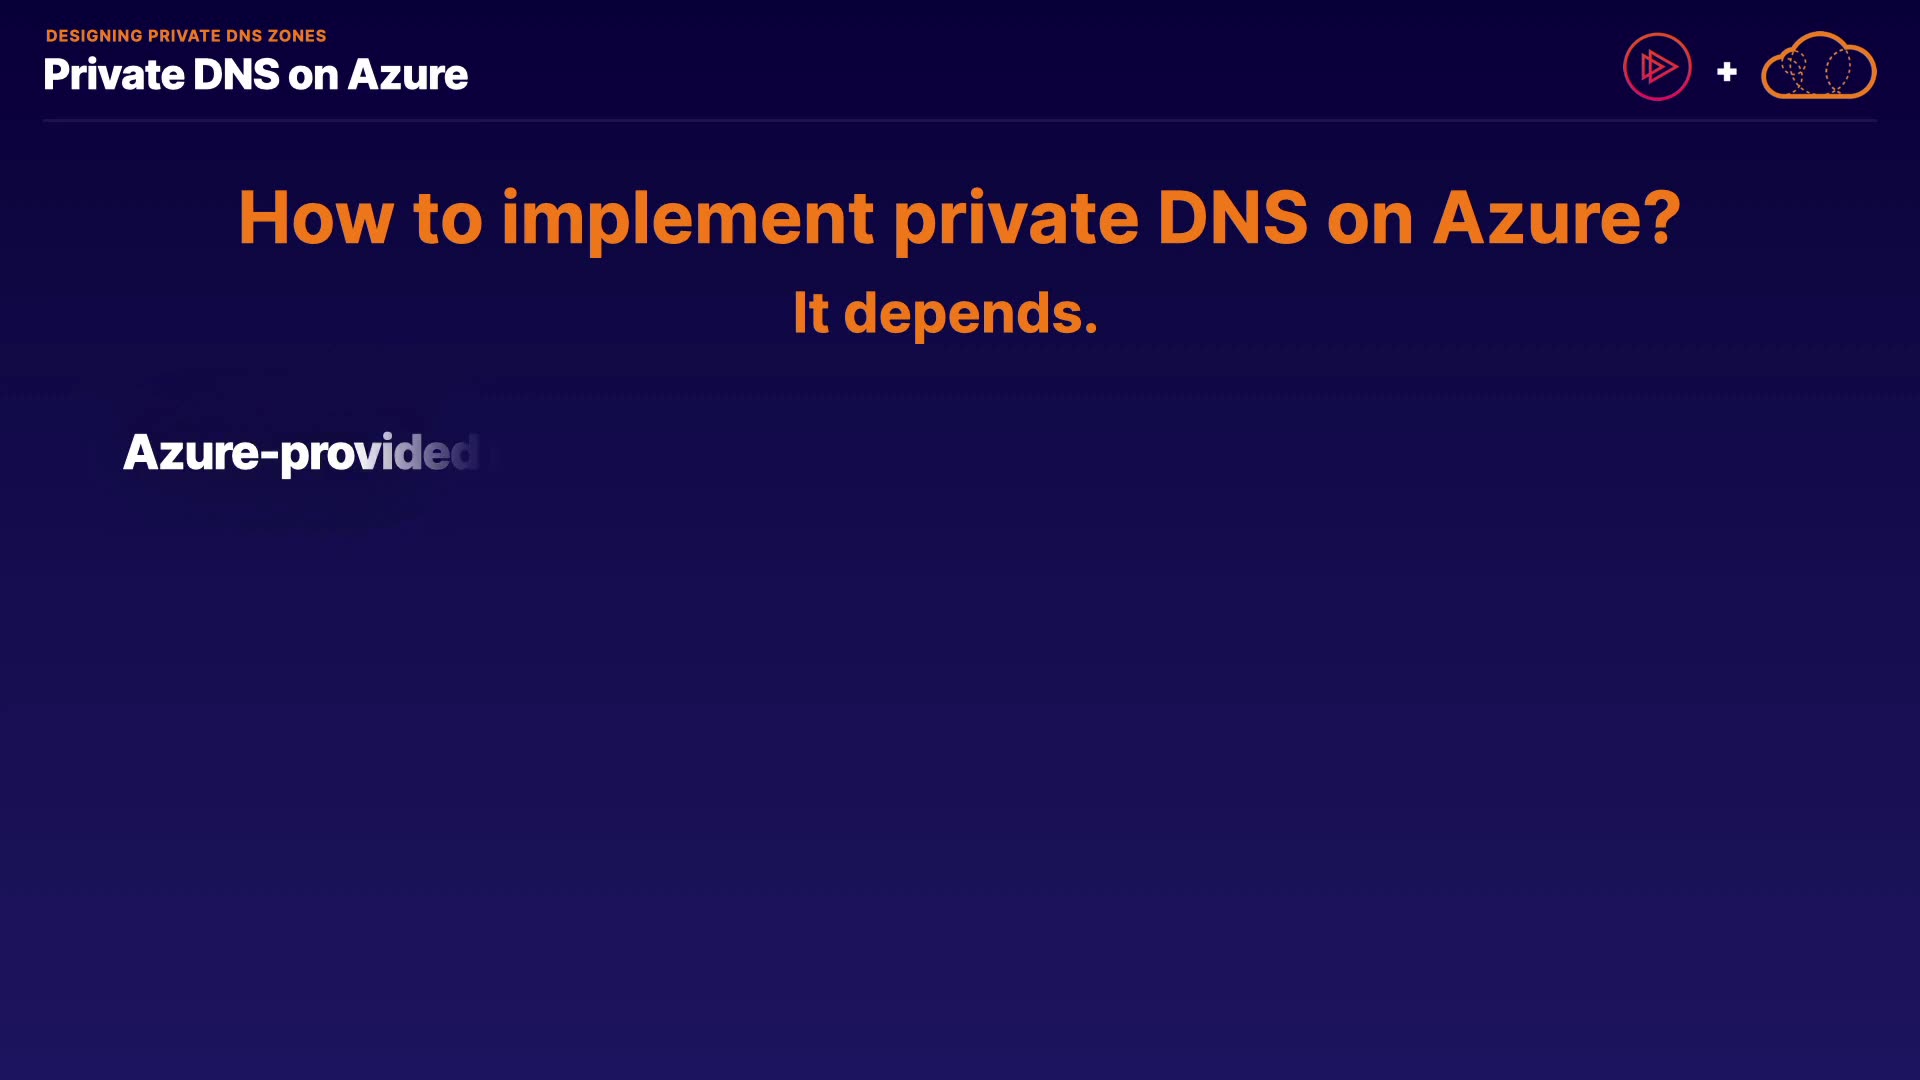 DESIGNING PRIVATE DNS ZONES
Private DNS on Azure
+
How to implement private DNS on Azure?
It depends.
Azure-provided